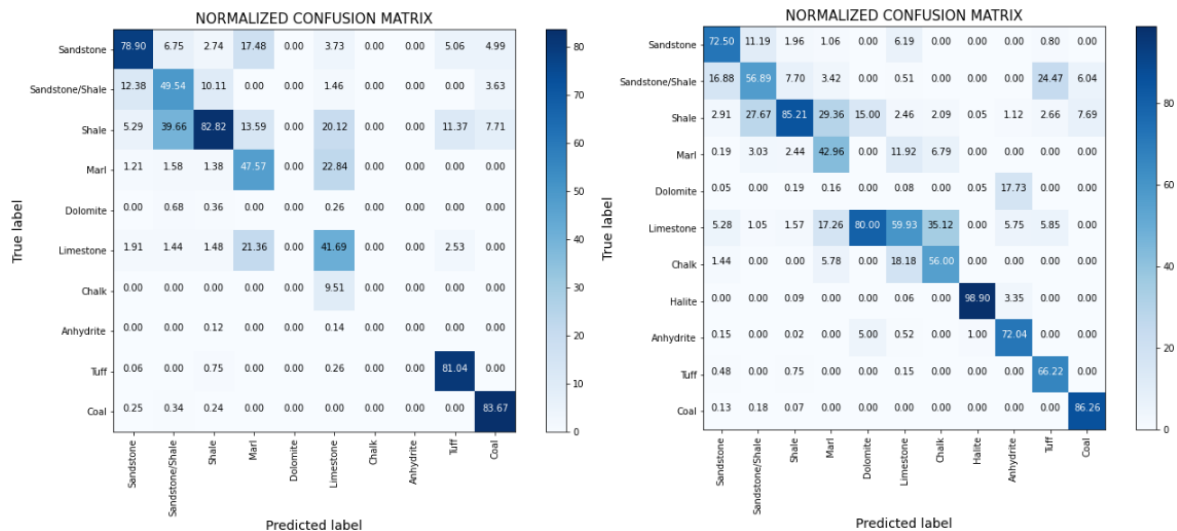 NORMALIZED CONFUSION MATRIX
Sandstone 78.90 6.75 2.74 17.48 0.00 3.73 0.00 0.00 5.06 4.99
Sandstone/Shale 12.38 49.54 10.11 0.00 0.00 1.46 0.00 0.00 0.00 3.63
Shale 5.29 39.66 82.82 13.59 0.00 20.12 0.00 0.00 11.37 7.71
Marl 1.21 1.58 1.38 47.57 0.00 22.84 0.00 0.00 0.00 0.00
Dolomite 0.00 0.68 0.36 0.00 0.00 0.26 0.00 0.00 0.00 0.00
Limestone 1.91 1.44 1.48 21.36 0.00 41.69 0.00 0.00 2.53 0.00
Chalk 0.00 0.00 0.00 0.00 0.00 9.51 0.00 0.00 0.00 0.00
Anhydrite 0.00 0.00 0.12 0.00 0.00 0.14 0.00 0.00 0.00 0.00
Tuff 0.06 0.00 0.75 0.00 0.00 0.26 0.00 0.00 81.04 0.00
Coal 0.25 0.34 0.24 0.00 0.00 0.00 0.00 0.00 0.00 83.67
True label
Sandstone
Sandstone/Shale
Shale
Marl
Dolomite
Limestone
Chalk
Anhydrite
Tuff
Coal
Predicted label
80
70
60
50
40
30
20
10
0
NORMALIZED CONFUSION MATRIX
Sandstone 72.50 11.19 1.96 1.06 0.00 6.19 0.00 0.00 0.00 0.80 0.00
Sandstone/Shale 16.88 56.89 7.70 3.42 0.00 0.51 0.00 0.00 0.00 24.47 6.04
Shale 2.91 27.67 85.21 29.36 15.00 2.46 2.09 0.05 1.12 2.66 7.69
Marl 0.19 3.03 2.44 42.96 0.00 11.92 6.79 0.00 0.00 0.00 0.00
Dolomite 0.05 0.00 0.19 0.16 0.00 0.08 0.00 0.05 17.73 0.00 0.00
Limestone 5.28 1.05 1.57 17.26 80.00 59.93 35.12 0.00 5.75 5.85 0.00
Chalk 1.44 0.00 0.00 5.78 0.00 18.18 56.00 0.00 0.00 0.00 0.00
Halite 0.00 0.00 0.09 0.00 0.00 0.06 0.00 98.90 3.35 0.00 0.00
Anhydrite 0.15 0.00 0.02 0.00 5.00 0.52 0.00 1.00 72.04 0.00 0.00
Tuff 0.48 0.00 0.75 0.00 0.00 0.15 0.00 0.00 0.00 66.22 0.00
Coal 0.13 0.18 0.07 0.00 0.00 0.00 0.00 0.00 0.00 0.00 86.26
True label
Sandstone
Sandstone/Shale
Shale
Marl
Dolomite
Limestone
Chalk
Halite
Anhydrite
Tuff
Coal
Predicted label
80
60
40
20
0